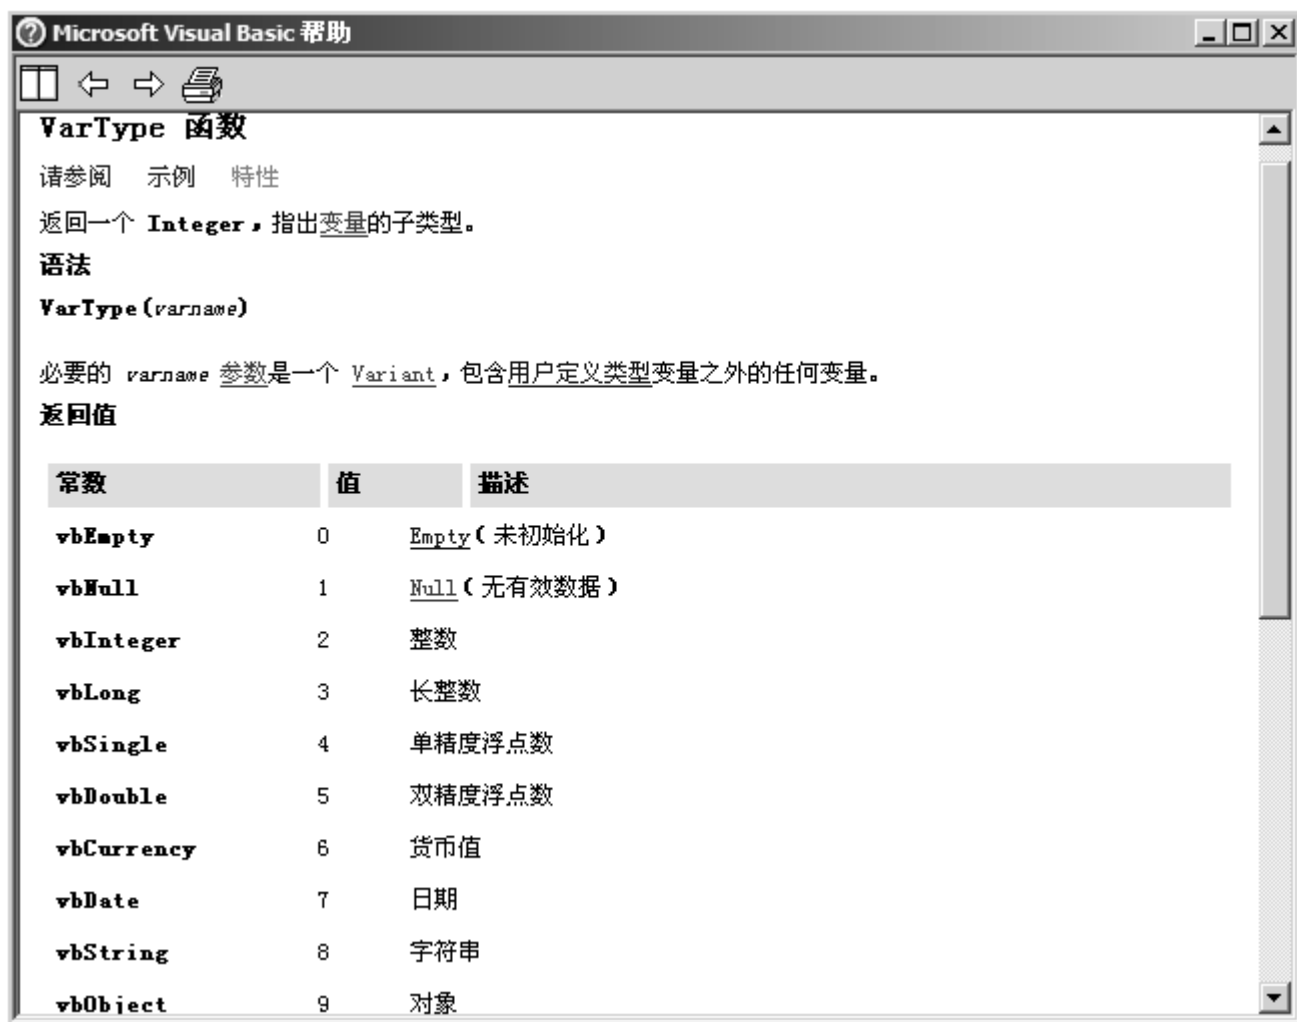 Microsoft Visual Basic 帮助
VarType 函数
请参阅 示例 特性
返回一个 Integer，指出变量的子类型。
语法
VarType(varname)
必要的 varname 参数是一个 Variant，包含用户定义类型变量之外的任何变量。
返回值
常数 值 描述
vbEmpty 0 Empty（未初始化）
vbNull 1 Null（无有效数据）
vbInteger 2 整数
vbLong 3 长整数
vbSingle 4 单精度浮点数
vbDouble 5 双精度浮点数
vbCurrency 6 货币值
vbDate 7 日期
vbString 8 字符串
vbObject 9 对象